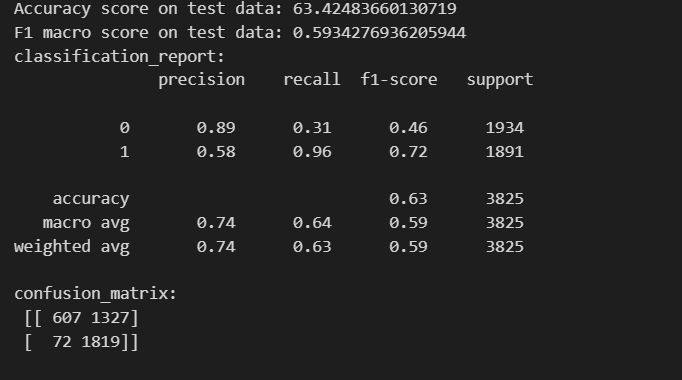 Accuracy score on test data: 63.42483660130719
F1 macro score on test data: 0.5934276936205944
classification_report:
              precision    recall  f1-score   support

           0       0.89      0.31      0.46      1934
           1       0.58      0.96      0.72      1891

    accuracy                           0.63      3825
   macro avg       0.74      0.64      0.59      3825
weighted avg       0.74      0.63      0.59      3825

confusion_matrix:
 [[ 607 1327]
 [  72 1819]]